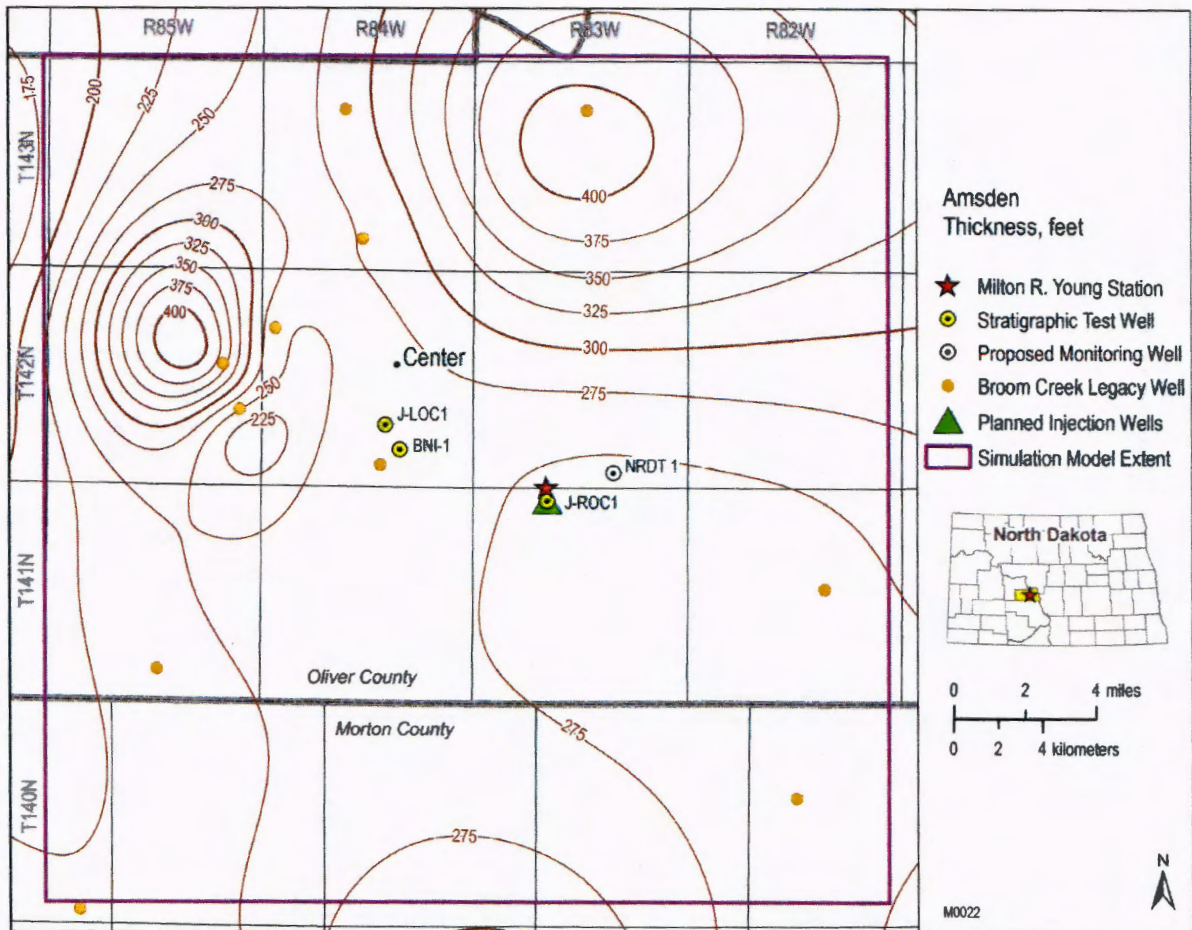 R85W
R84W
R83W
R82W
T143N
T142N
T141N
T140N
175
200
225
250
275
300
325
350
375
400
250
225
400
375
350
325
300
275
275
275
Center
J-LOC1
BNI-1
NRDT 1
J-ROC1
Oliver County
Morton County
Amsden
Thickness, feet
Milton R. Young Station
Stratigraphic Test Well
Proposed Monitoring Well
Broom Creek Legacy Well
Planned Injection Wells
Simulation Model Extent
North Dakota
0 2 4 miles
0 2 4 kilometers
N
M0022